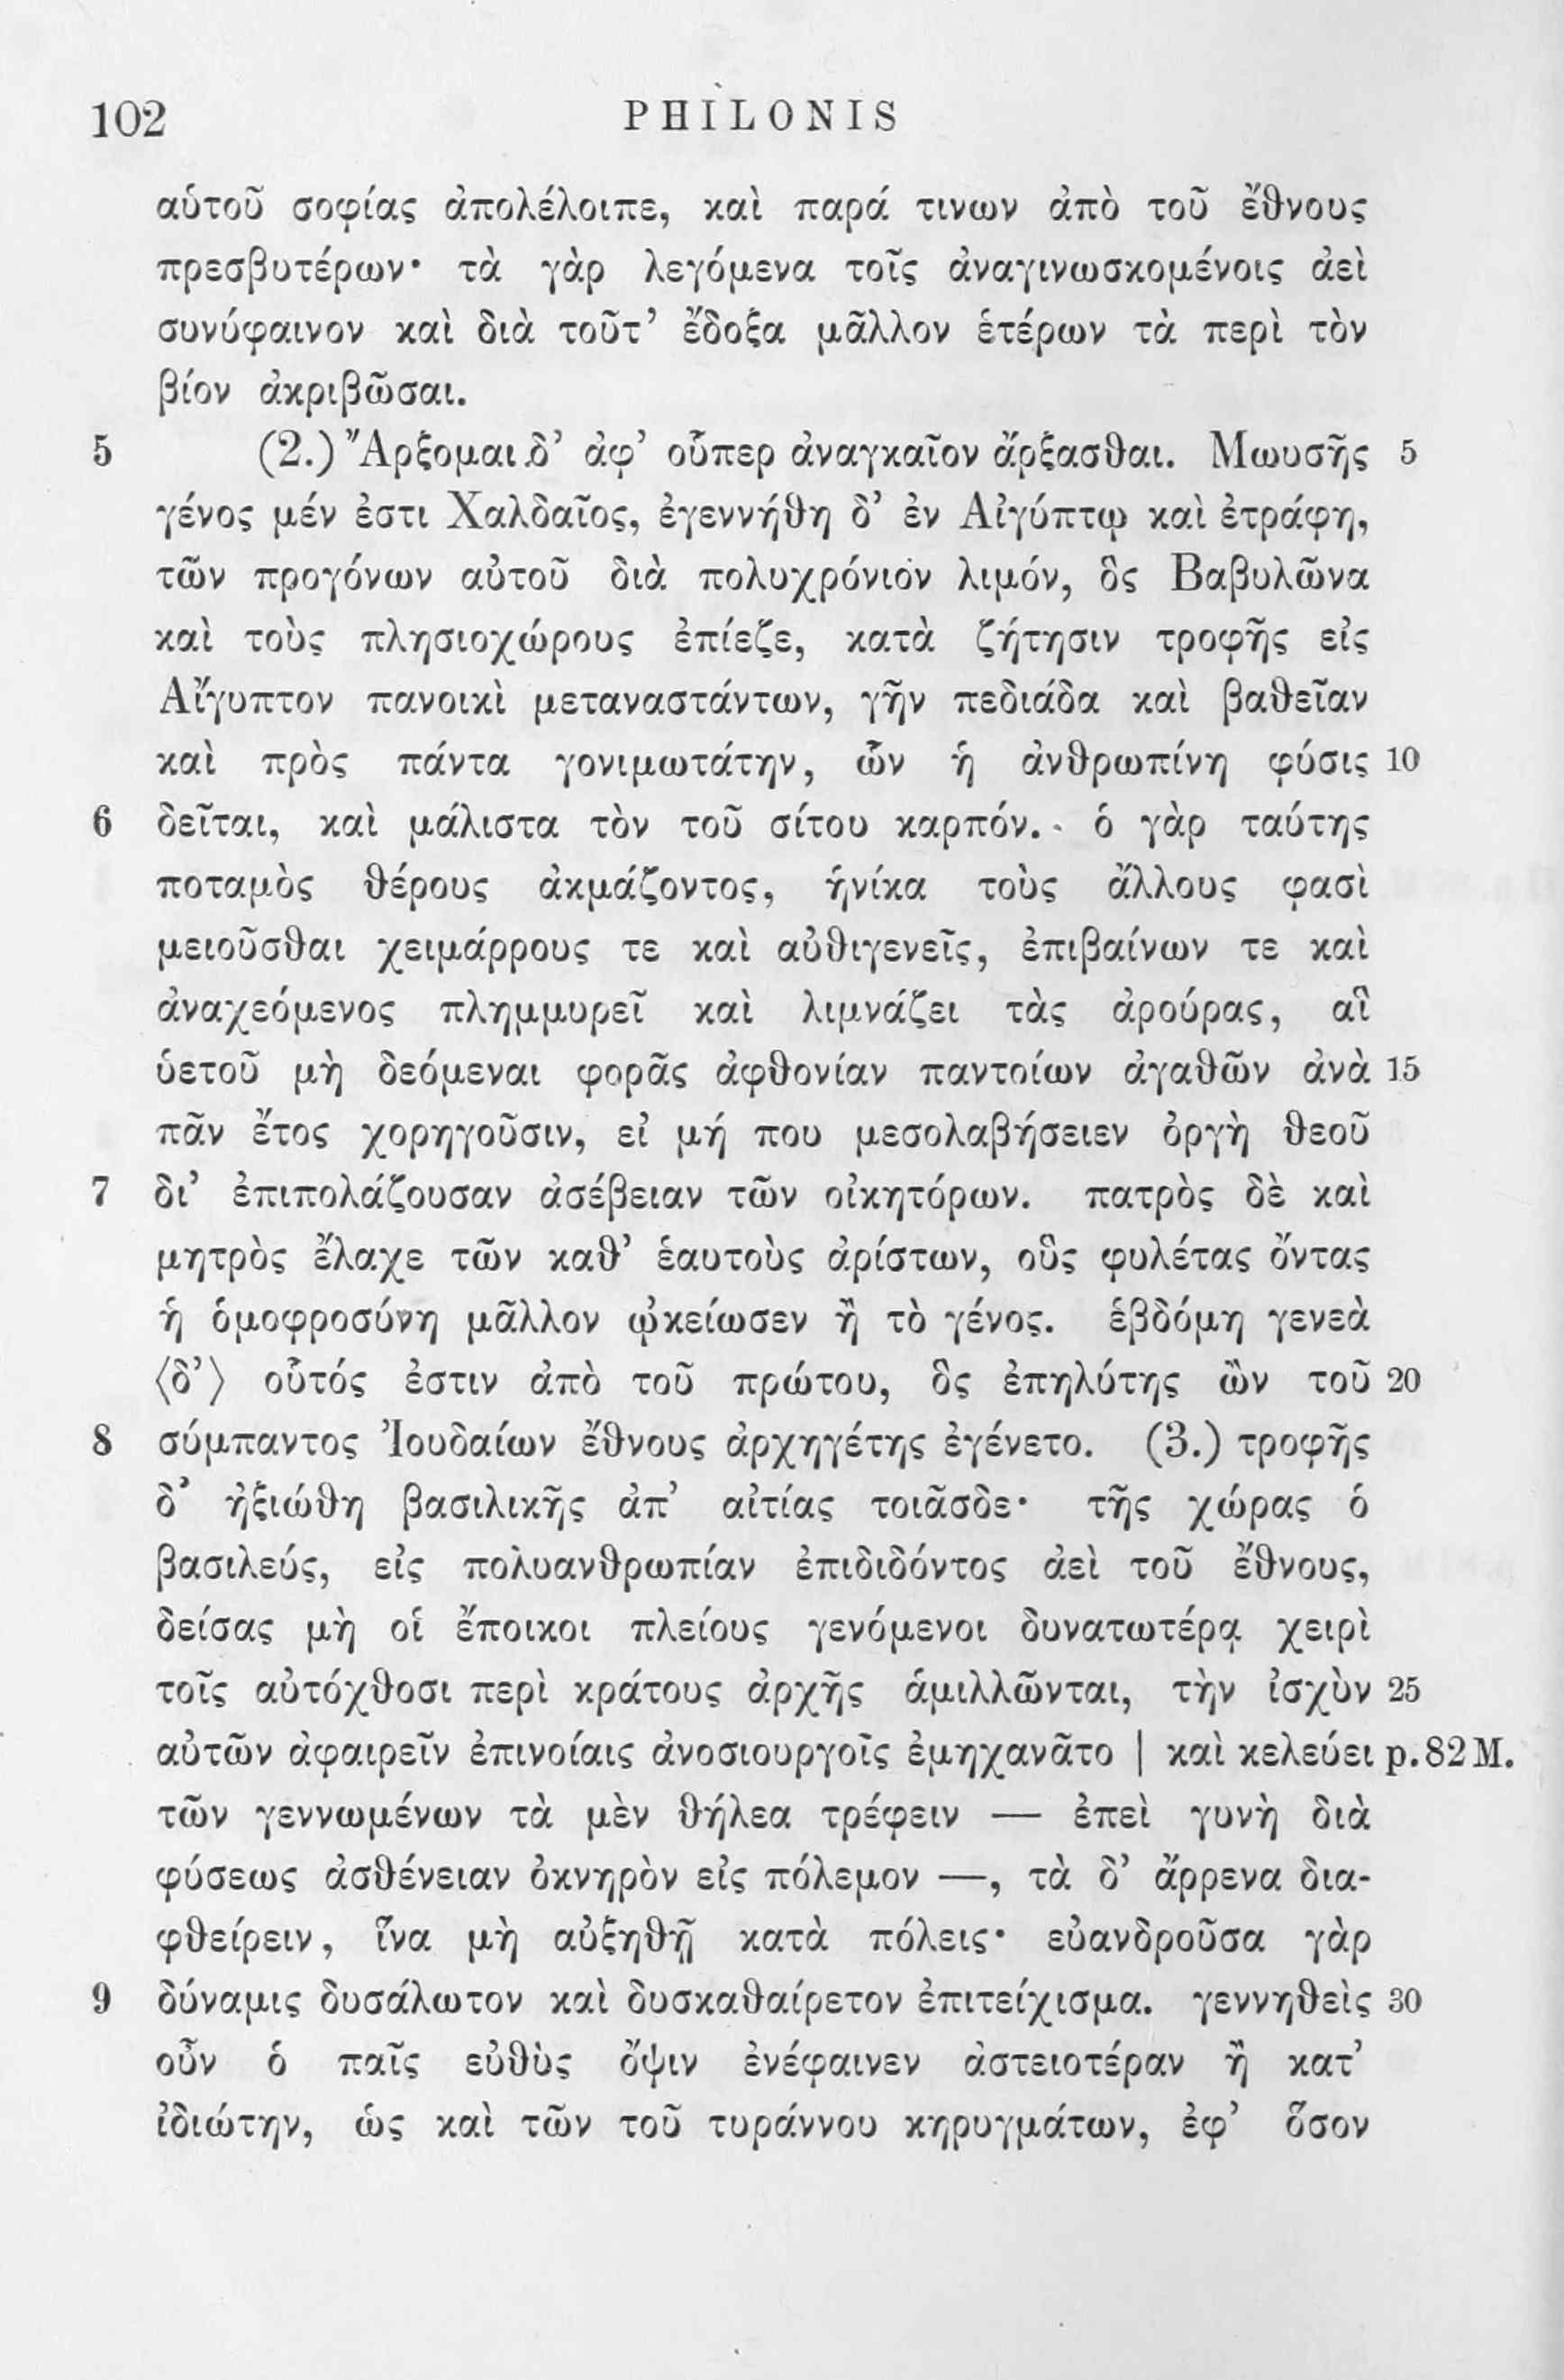 102 PHILONIS
αὑτοῦ σοφίας ἀπολέλοιπε, καὶ παρά τινων ἀπὸ τοῦ ἔθνους
πρεσβυτέρων· τὰ γὰρ λεγόμενα τοῖς ἀναγινωσκομένοις ἀεὶ
συνύφαινον καὶ διὰ τοῦτ’ ἔδοξα μᾶλλον ἑτέρων τὰ περὶ τὸν
βίον ἀκριβῶσαι.
5 (2.) Ἄρξομαι δ’ ἀφ’ οὗπερ ἀναγκαῖον ἄρξασθαι. Μωυσῆς 5
γένος μέν ἐστι Χαλδαῖος, ἐγεννήθη δ’ ἐν Αἰγύπτῳ καὶ ἐτράφη,
τῶν προγόνων αὐτοῦ διὰ πολυχρόνιον λιμόν, ὃς Βαβυλῶνα
καὶ τοὺς πλησιοχώρους ἐπίεζε, κατὰ ζήτησιν τροφῆς εἰς
Αἴγυπτον πανοικὶ μεταναστάντων, γῆν πεδιάδα καὶ βαθεῖαν
καὶ πρὸς πάντα γονιμωτάτην, ὧν ἡ ἀνθρωπίνη φύσις 10
6 δεῖται, καὶ μάλιστα τὸν τοῦ σίτου καρπόν. ὁ γὰρ ταύτης
ποταμὸς θέρους ἀκμάζοντος, ἡνίκα τοὺς ἄλλους φασὶ
μειοῦσθαι χειμάρρους τε καὶ αὐθιγενεῖς, ἐπιβαίνων τε καὶ
ἀναχεόμενος πλημμυρεῖ καὶ λιμνάζει τὰς ἀρούρας, αἳ
ὑετοῦ μὴ δεόμεναι φορᾶς ἀφθονίαν παντοίων ἀγαθῶν ἀνὰ 15
πᾶν ἔτος χορηγοῦσιν, εἰ μή που μεσολαβήσειεν ὀργὴ θεοῦ
7 δι’ ἐπιπολάζουσαν ἀσέβειαν τῶν οἰκητόρων. πατρὸς δὲ καὶ
μητρὸς ἔλαχε τῶν καθ’ ἑαυτοὺς ἀρίστων, οὓς φυλέτας ὄντας
ἡ ὁμοφροσύνη μᾶλλον ᾠκείωσεν ἢ τὸ γένος. ἑβδόμη γενεὰ
⟨δ’⟩ οὗτός ἐστιν ἀπὸ τοῦ πρώτου, ὃς ἐπηλύτης ὢν τοῦ 20
8 σύμπαντος Ἰουδαίων ἔθνους ἀρχηγέτης ἐγένετο. (3.) τροφῆς
δ’ ἠξιώθη βασιλικῆς ἀπ’ αἰτίας τοιᾶσδε· τῆς χώρας ὁ
βασιλεύς, εἰς πολυανθρωπίαν ἐπιδιδόντος ἀεὶ τοῦ ἔθνους,
δείσας μὴ οἱ ἔποικοι πλείους γενόμενοι δυνατωτέρᾳ χειρὶ
τοῖς αὐτόχθοσι περὶ κράτους ἀρχῆς ἁμιλλῶνται, τὴν ἰσχὺν 25
αὐτῶν ἀφαιρεῖν ἐπινοίαις ἀνοσιουργοῖς ἐμηχανᾶτο | καὶ κελεύει p.82 M.
τῶν γεννωμένων τὰ μὲν θήλεα τρέφειν — ἐπεὶ γυνὴ διὰ
φύσεως ἀσθένειαν ὀκνηρὸν εἰς πόλεμον —, τὰ δ’ ἄρρενα δια-
φθείρειν, ἵνα μὴ αὐξηθῇ κατὰ πόλεις· εὐανδροῦσα γὰρ
9 δύναμις δυσάλωτον καὶ δυσκαθαίρετον ἐπιτείχισμα. γεννηθεὶς 30
οὖν ὁ παῖς εὐθὺς ὄψιν ἐνέφαινεν ἀστειοτέραν ἢ κατ’
ἰδιώτην, ὡς καὶ τῶν τοῦ τυράννου κηρυγμάτων, ἐφ’ ὅσον